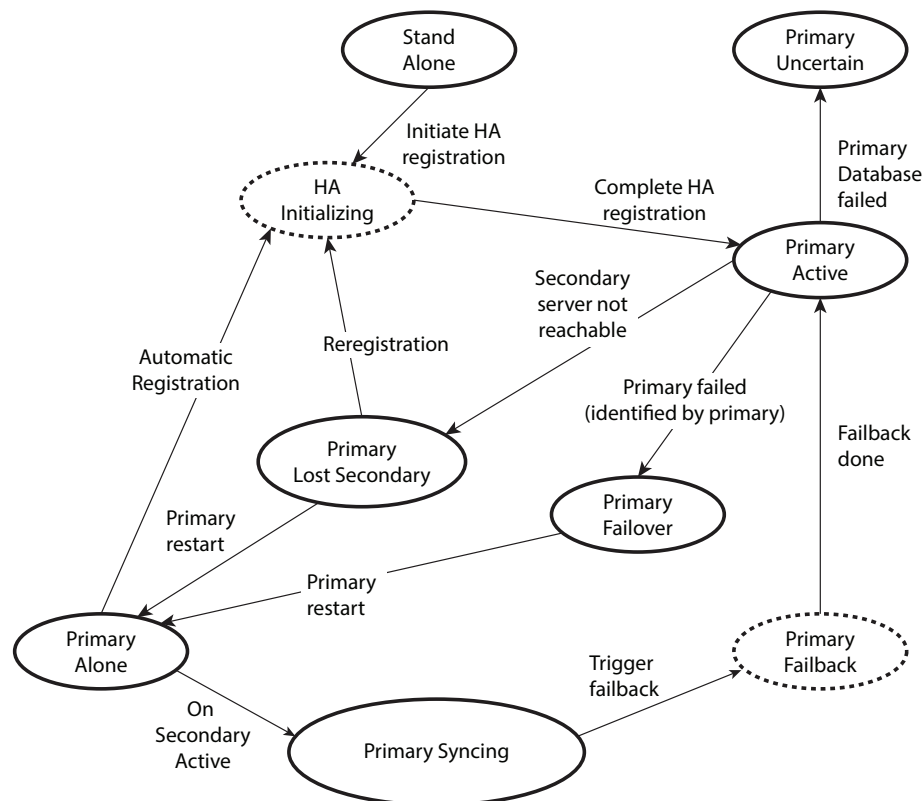 Stand
Alone
Primary
Uncertain
Initiate HA
registration
Primary
Database
failed
HA
Initializing
Complete HA
registration
Primary
Active
Secondary
server not
reachable
Automatic
Registration
Reregistration
Primary failed
(identified by primary)
Failback
done
Primary
Lost Secondary
Primary
Failover
Primary
restart
Primary
restart
Primary
Alone
Primary
Failback
Trigger
failback
On
Secondary
Active
Primary Syncing